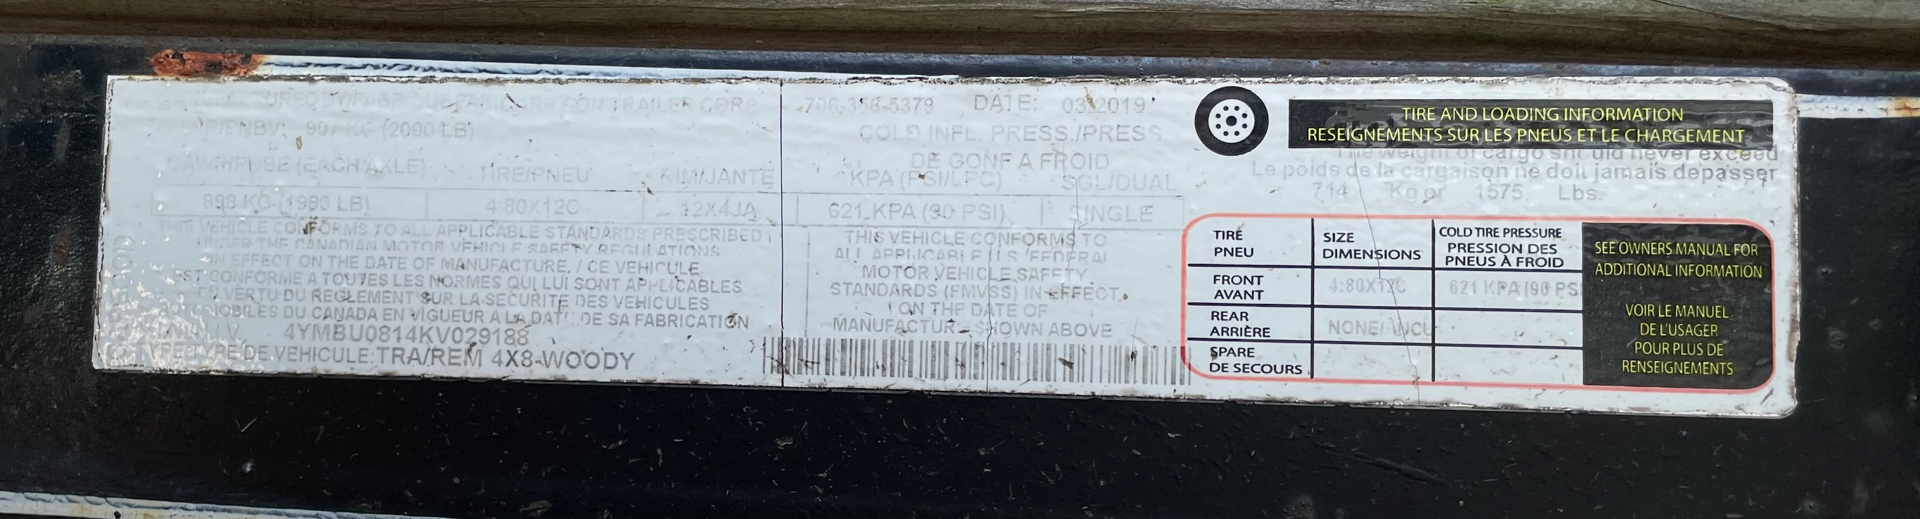 CARRY-ON TRAILER CORP. 706-356-5379 DATE: 03/2019
907 KG (2000 LB)
COLD INFL. PRESS./PRESS.
DE GONF A FROID
(EACH AXLE) TIRE/PNEU RIM/JANTE KPA (PSI/LPC) SGL/DUAL
898 KG (1980 LB) 4:80X12C 12X4JA 621 KPA (90 PSI) SINGLE
THIS VEHICLE CONFORMS TO ALL APPLICABLE STANDARDS PRESCRIBED
UNDER THE CANADIAN MOTOR VEHICLE SAFETY REGULATIONS
IN EFFECT ON THE DATE OF MANUFACTURE. / CE VEHICULE
EST CONFORME A TOUTES LES NORMES QUI LUI SONT APPLICABLES
EN VERTU DU REGLEMENT SUR LA SECURITE DES VEHICULES
DU CANADA EN VIGUEUR A LA DATE DE SA FABRICATION
4YMBU0814KV029188
TYPE DE VEHICULE: TRA/REM 4X8-WOODY
THIS VEHICLE CONFORMS TO
ALL APPLICABLE U.S. FEDERAL
MOTOR VEHICLE SAFETY
STANDARDS (FMVSS) IN EFFECT
ON THE DATE OF
MANUFACTURE SHOWN ABOVE
TIRE AND LOADING INFORMATION
RESEIGNEMENTS SUR LES PNEUS ET LE CHARGEMENT
The weight of cargo should never exceed
Le poids de la cargaison ne doit jamais depasser
714 Kg or 1575 Lbs.
TIRE
PNEU
SIZE
DIMENSIONS
COLD TIRE PRESSURE
PRESSION DES
PNEUS À FROID
FRONT
AVANT
4:80X12C
621 KPA (90 PSI
REAR
ARRIÈRE
NONE/
SPARE
DE SECOURS
SEE OWNERS MANUAL FOR
ADDITIONAL INFORMATION
VOIR LE MANUEL
DE L'USAGER
POUR PLUS DE
RENSEIGNEMENTS